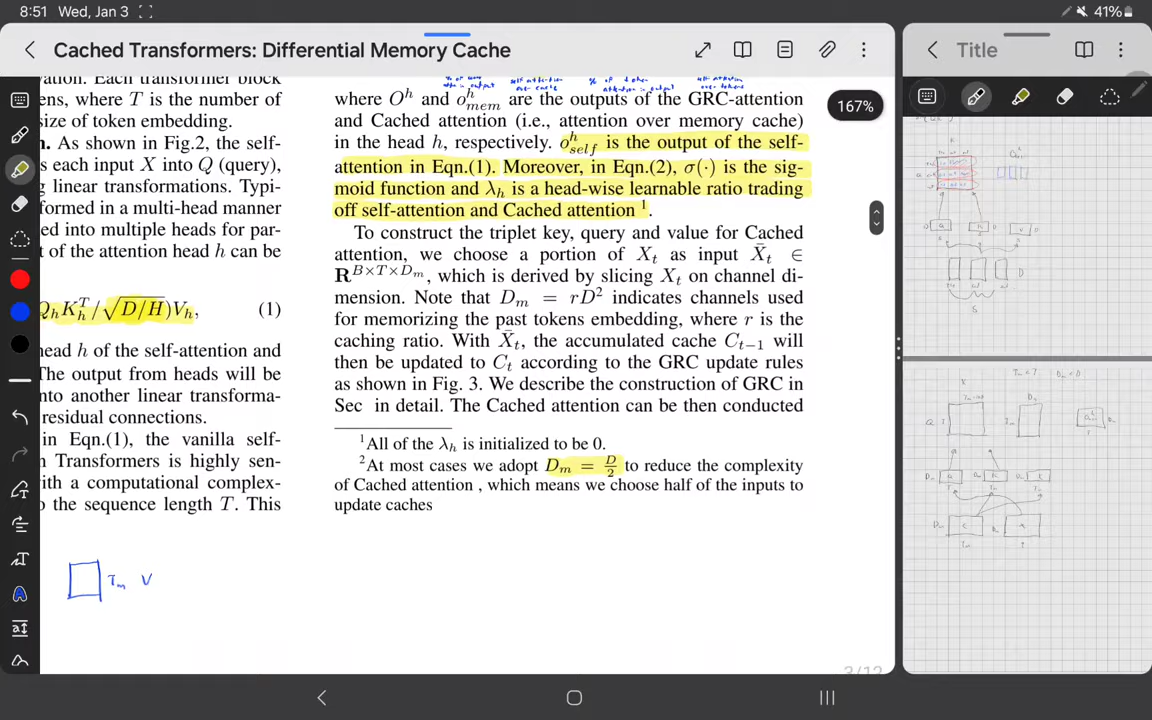 8:51 Wed, Jan 3
41%
Cached Transformers: Differential Memory Cache
Title
167%
vation. Each transformer block
ens, where T is the number of
size of token embedding.
n. As shown in Fig.2, the self-
s each input X into Q (query),
g linear transformations. Typi-
formed in a multi-head manner
ed into multiple heads for par-
t of the attention head h can be
Q_h K_h^T / √D/H)V_h, (1)
head h of the self-attention and
The output from heads will be
nto another linear transforma-
residual connections.
in Eqn.(1), the vanilla self-
n Transformers is highly sen-
ith a computational complex-
o the sequence length T. This
T_m V
where O^h and o_mem^h are the outputs of the GRC-attention
and Cached attention (i.e., attention over memory cache)
in the head h, respectively. o_self^h is the output of the self-
attention in Eqn.(1). Moreover, in Eqn.(2), σ(·) is the sig-
moid function and λ_h is a head-wise learnable ratio trading
off self-attention and Cached attention ¹.
To construct the triplet key, query and value for Cached
attention, we choose a portion of X_t as input X̄_t ∈
R^{B×T×D_m}, which is derived by slicing X_t on channel di-
mension. Note that D_m = rD² indicates channels used
for memorizing the past tokens embedding, where r is the
caching ratio. With X̄_t, the accumulated cache C_{t−1} will
then be updated to C_t according to the GRC update rules
as shown in Fig. 3. We describe the construction of GRC in
Sec in detail. The Cached attention can be then conducted
¹All of the λ_h is initialized to be 0.
²At most cases we adopt D_m = D/2 to reduce the complexity
of Cached attention , which means we choose half of the inputs to
update caches
3/12